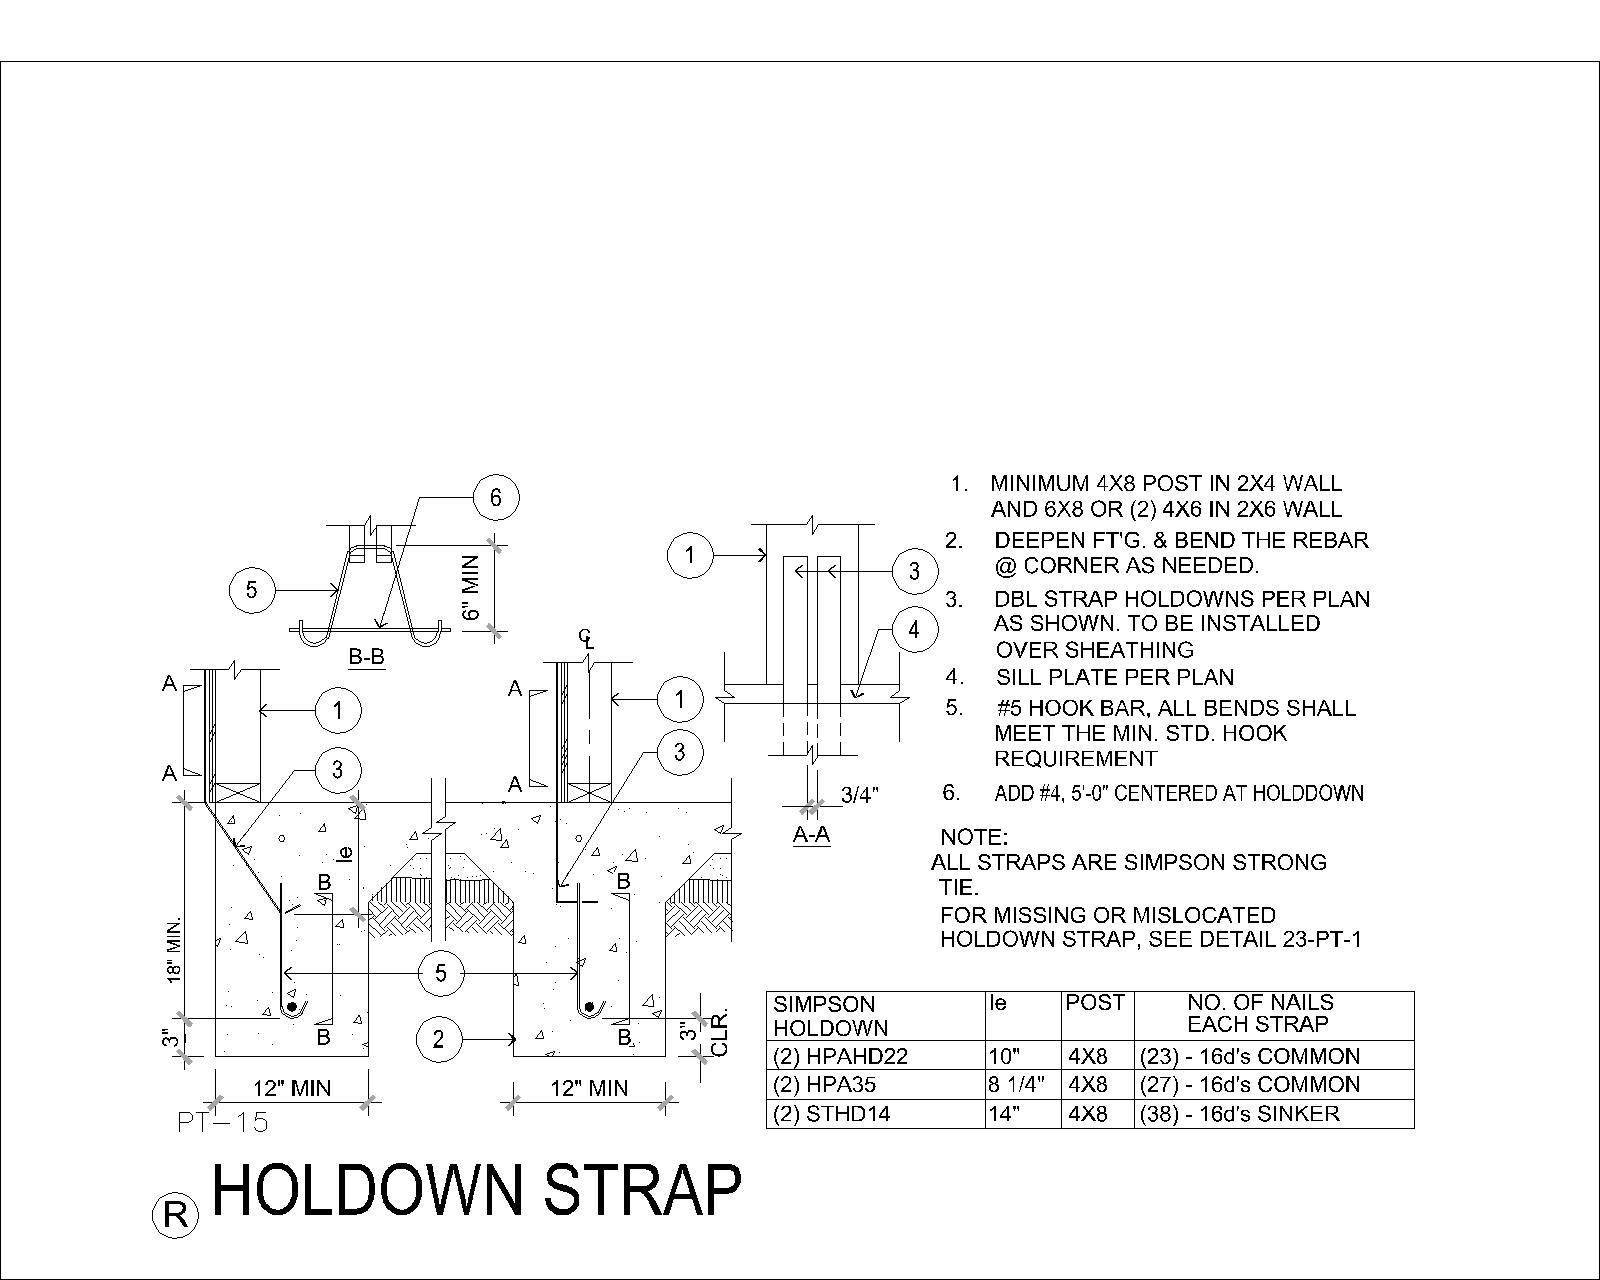 6
5
6" MIN
B-B
CL
1
3
4
A
A
1
3
A
A
1
3
3/4"
A-A
le
B
B
18" MIN.
5
2
B
B
3"
3"
CLR.
12" MIN
12" MIN
PT-15
1. MINIMUM 4X8 POST IN 2X4 WALL
AND 6X8 OR (2) 4X6 IN 2X6 WALL
2. DEEPEN FT'G. & BEND THE REBAR
@ CORNER AS NEEDED.
3. DBL STRAP HOLDOWNS PER PLAN
AS SHOWN. TO BE INSTALLED
OVER SHEATHING
4. SILL PLATE PER PLAN
5. #5 HOOK BAR, ALL BENDS SHALL
MEET THE MIN. STD. HOOK
REQUIREMENT
6. ADD #4, 5'-0" CENTERED AT HOLDDOWN
NOTE:
ALL STRAPS ARE SIMPSON STRONG
TIE.
FOR MISSING OR MISLOCATED
HOLDOWN STRAP, SEE DETAIL 23-PT-1
SIMPSON HOLDOWN le POST NO. OF NAILS EACH STRAP
(2) HPAHD22 10" 4X8 (23) - 16d's COMMON
(2) HPA35 8 1/4" 4X8 (27) - 16d's COMMON
(2) STHD14 14" 4X8 (38) - 16d's SINKER
R HOLDOWN STRAP